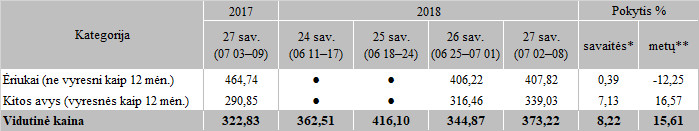 Kategorija 2017 2018 Pokytis %
27 sav. (07 03–09) 24 sav. (06 11–17) 25 sav. (06 18–24) 26 sav. (06 25–07 01) 27 sav. (07 02–08) savaitės* metų**
Ėriukai (ne vyresni kaip 12 mėn.) 464,74 ● ● 406,22 407,82 0,39 -12,25
Kitos avys (vyresnės kaip 12 mėn.) 290,85 ● ● 316,46 339,03 7,13 16,57
Vidutinė kaina 322,83 362,51 416,10 344,87 373,22 8,22 15,61